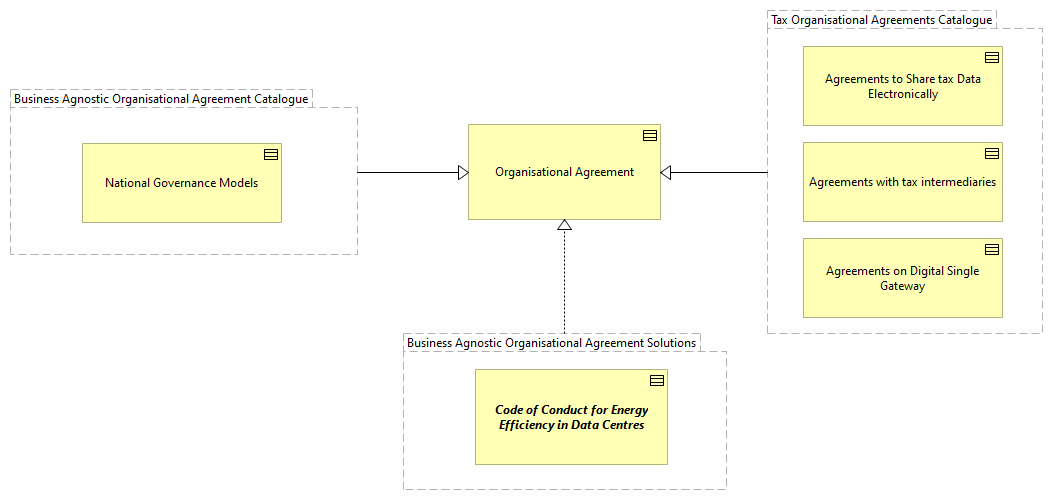 Tax Organisational Agreements Catalogue
Agreements to Share tax Data
Electronically
Business Agnostic Organisational Agreement Catalogue
National Governance Models
Organisational Agreement
Agreements with tax intermediaries
Agreements on Digital Single
Gateway
Business Agnostic Organisational Agreement Solutions
Code of Conduct for Energy
Efficiency in Data Centres